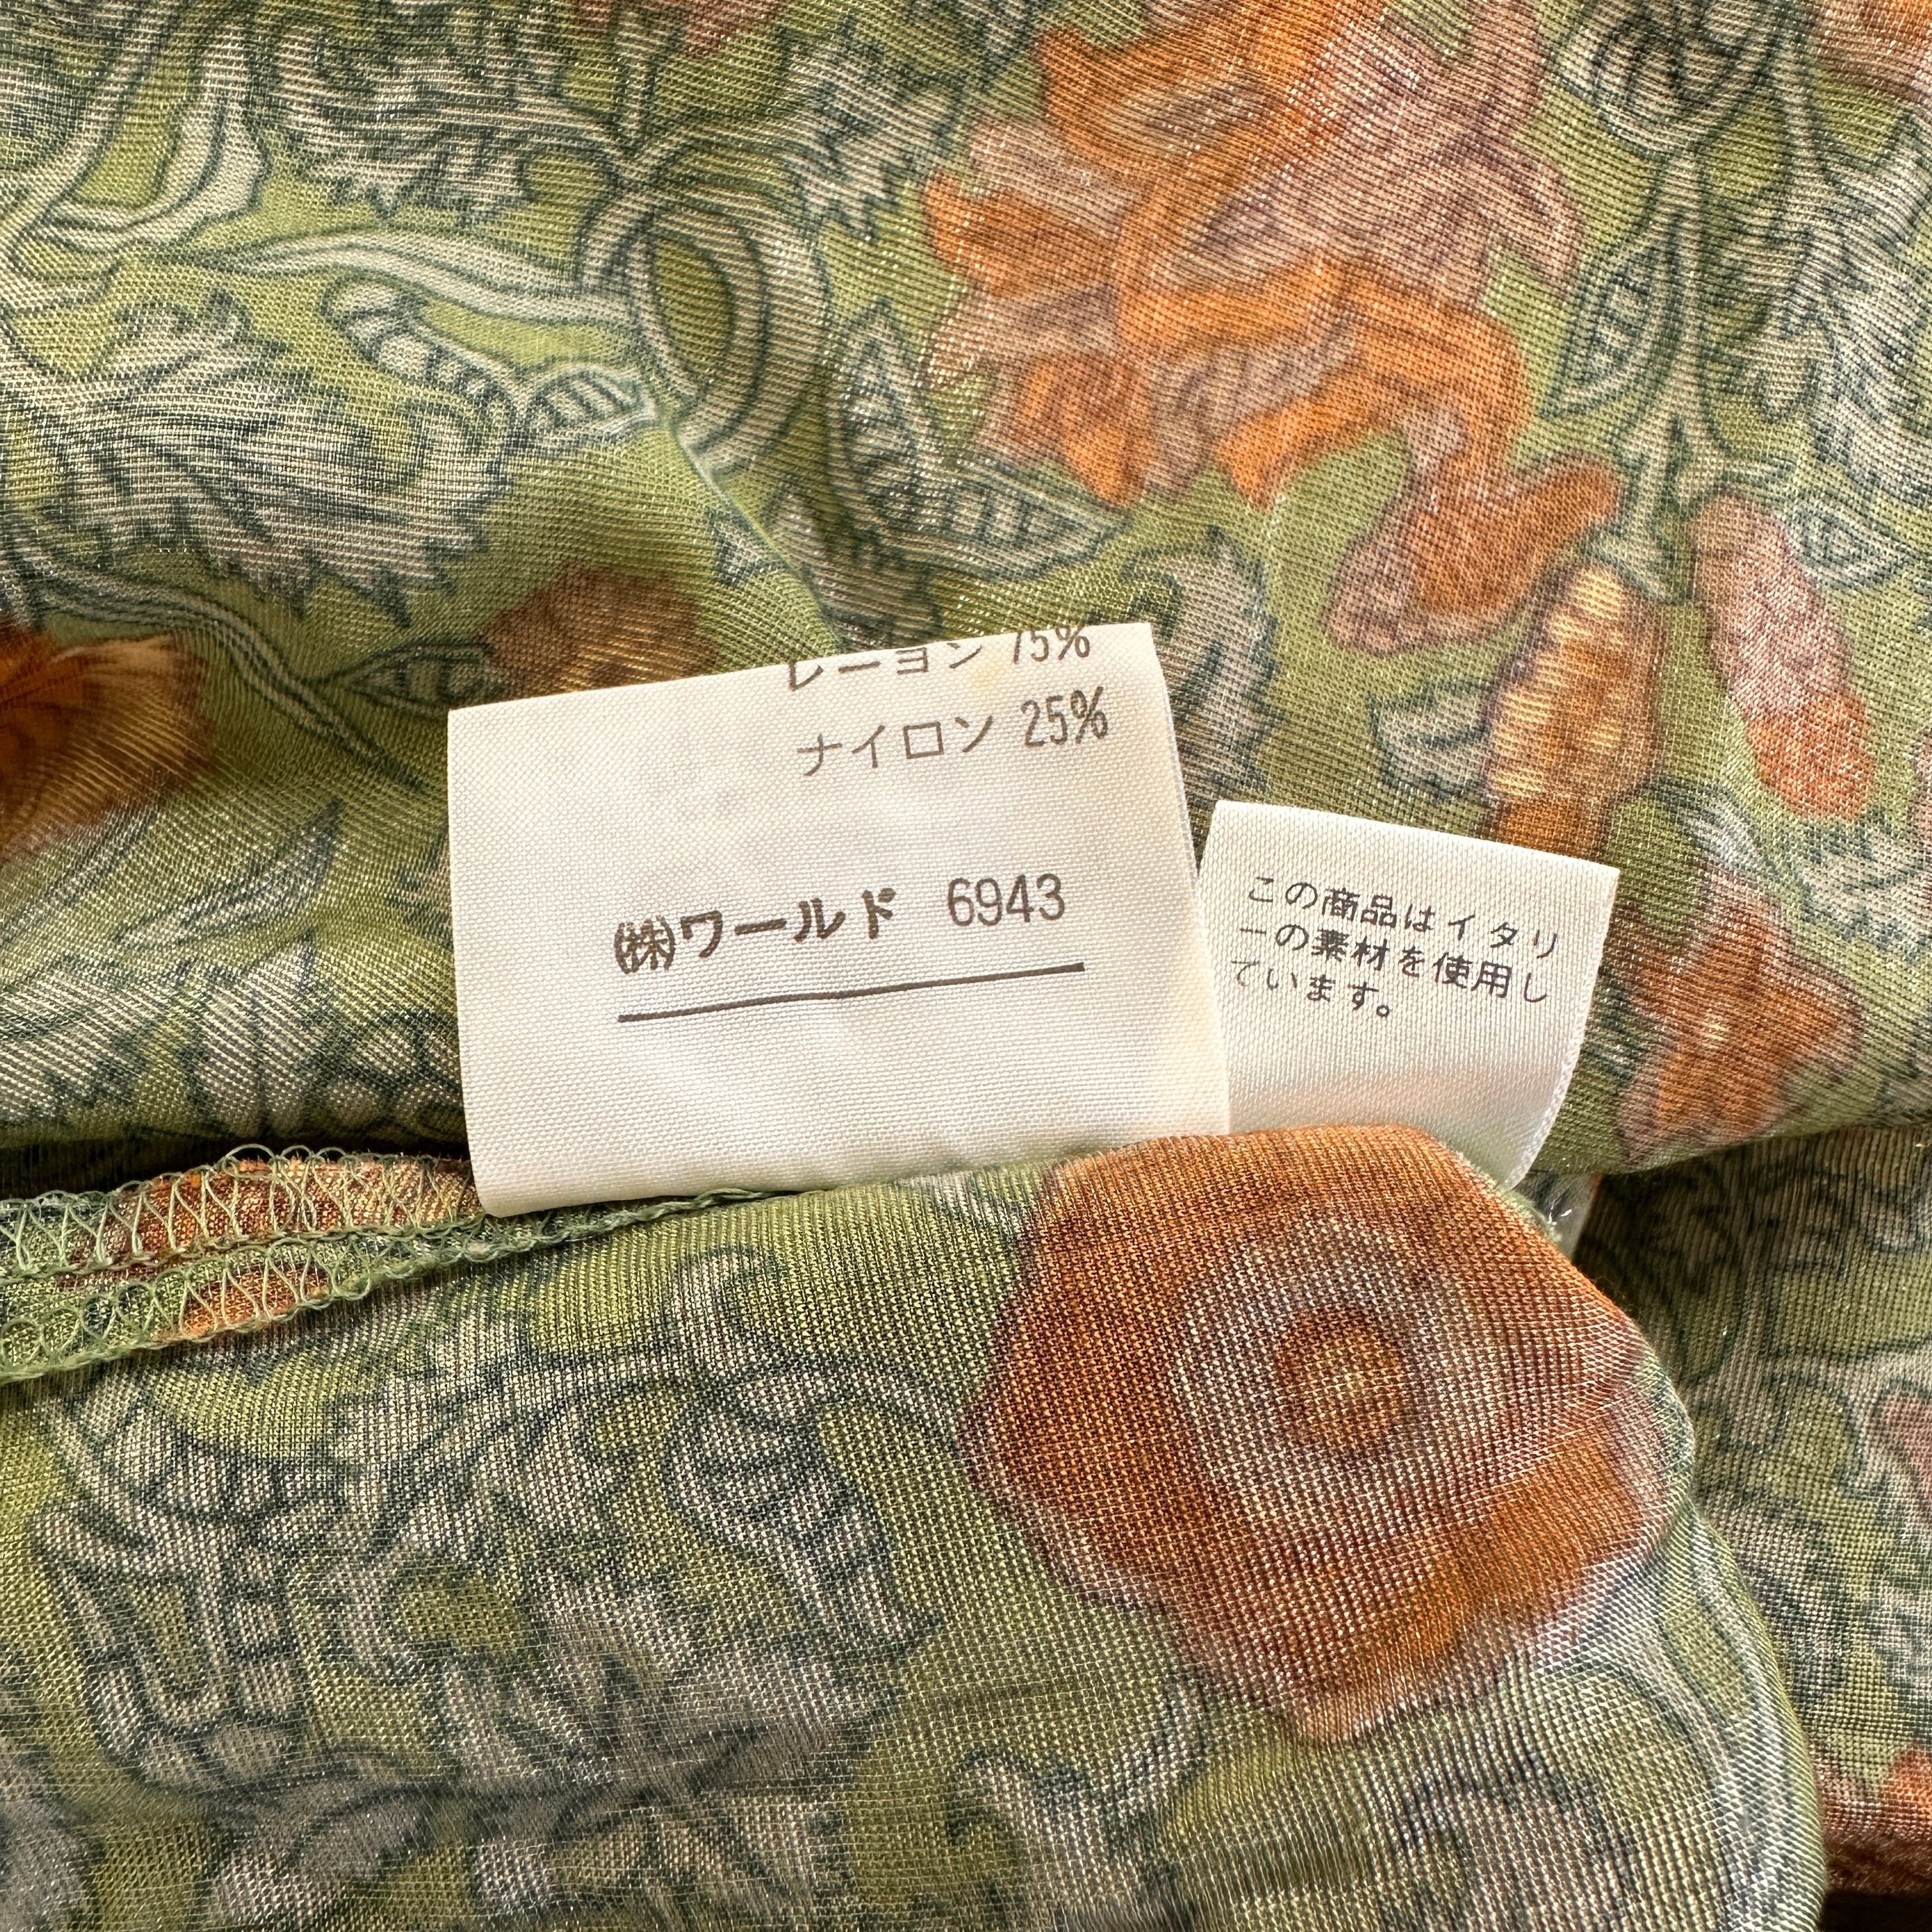 レーヨン 75%
ナイロン 25%
㈱ワールド 6943
この商品はイタリ
ーの素材を使用し
ています。